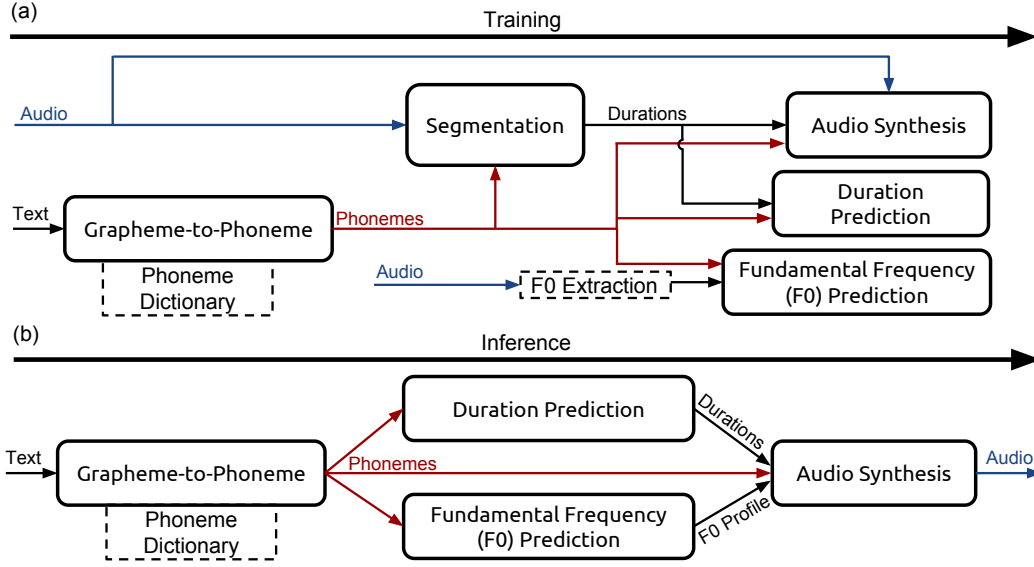 (a)
Training
Audio
Segmentation
Durations
Audio Synthesis
Text
Grapheme-to-Phoneme
Phonemes
Duration
Prediction
Phoneme
Dictionary
Audio
F0 Extraction
Fundamental Frequency
(F0) Prediction
(b)
Inference
Text
Grapheme-to-Phoneme
Phoneme
Dictionary
Duration Prediction
Phonemes
Fundamental Frequency
(F0) Prediction
Durations
F0 Profile
Audio Synthesis
Audio